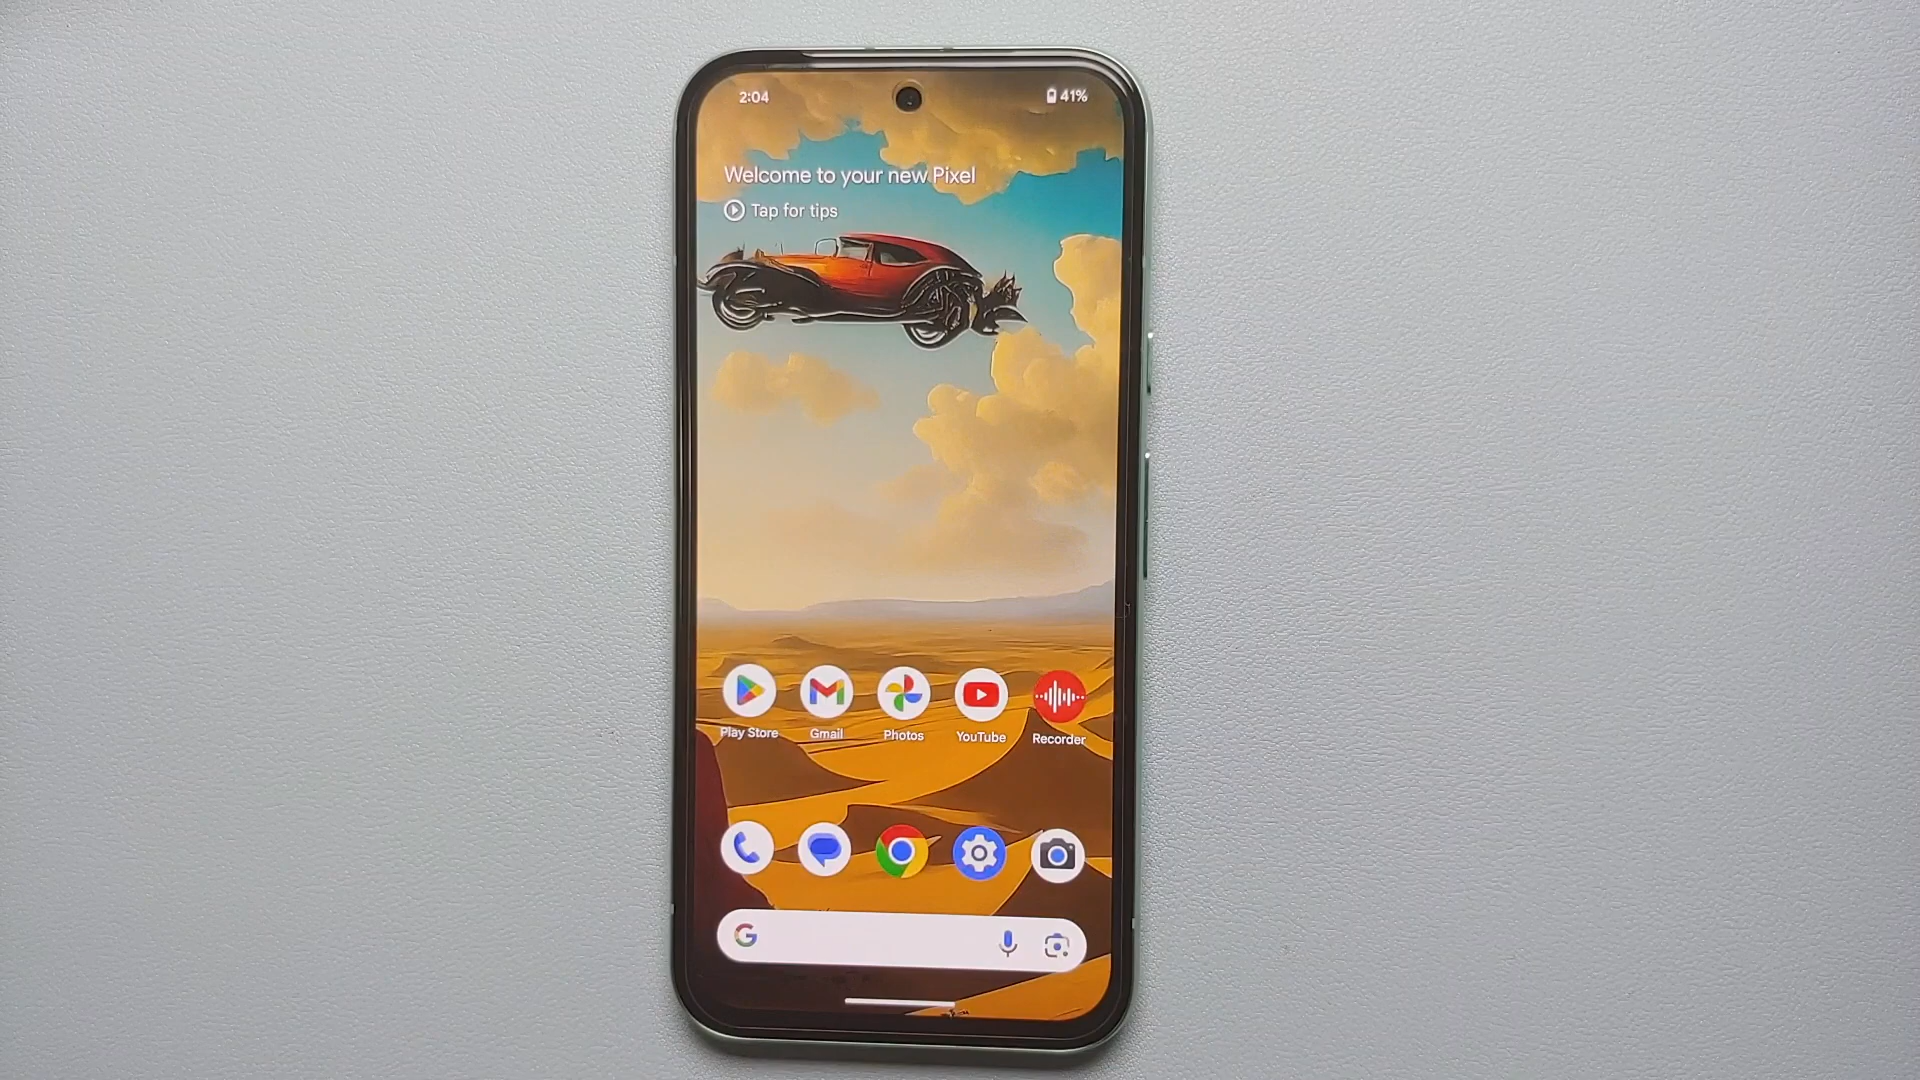 2:04
41%
Welcome to your new Pixel
Tap for tips
Play Store
Gmail
Photos
YouTube
Recorder
G